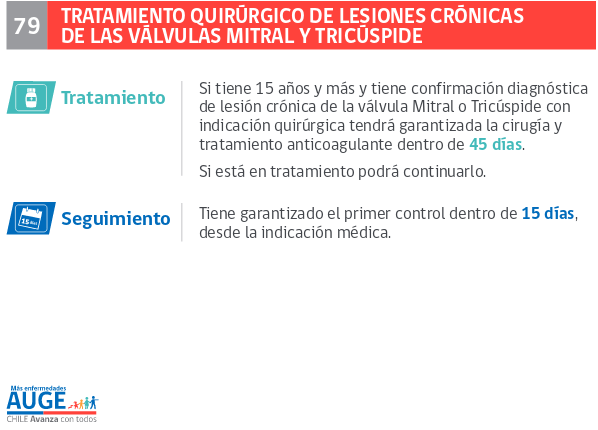 79
TRATAMIENTO QUIRÚRGICO DE LESIONES CRÓNICAS
DE LAS VÁLVULAS MITRAL Y TRICÚSPIDE
Tratamiento
Si tiene 15 años y más y tiene confirmación diagnóstica
de lesión crónica de la válvula Mitral o Tricúspide con
indicación quirúrgica tendrá garantizada la cirugía y
tratamiento anticoagulante dentro de 45 días.
Si está en tratamiento podrá continuarlo.
15 DÍAS
Seguimiento
Tiene garantizado el primer control dentro de 15 días,
desde la indicación médica.
Más enfermedades
AUGE
CHILE Avanza con todos